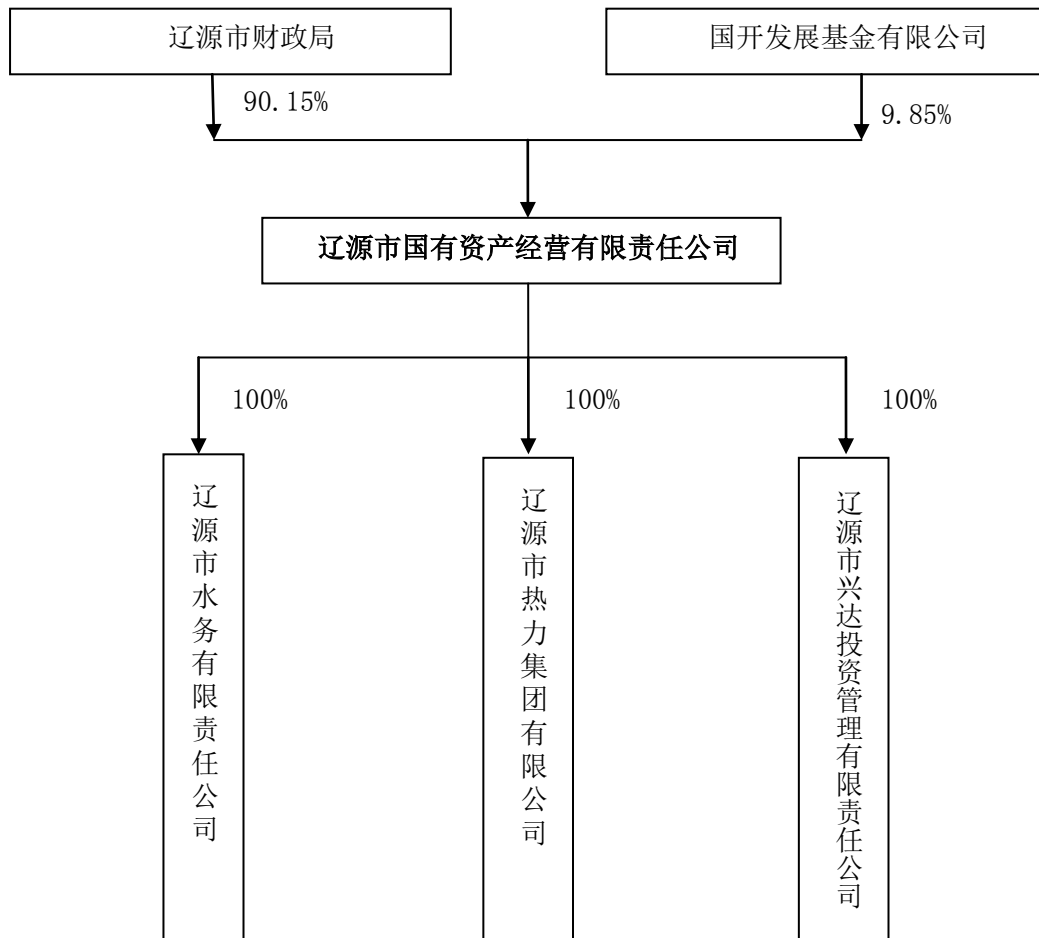 辽源市财政局
国开发展基金有限公司
90.15%
9.85%
辽源市国有资产经营有限责任公司
100%
100%
100%
辽源市水务有限责任公司
辽源市热力集团有限公司
辽源市兴达投资管理有限责任公司